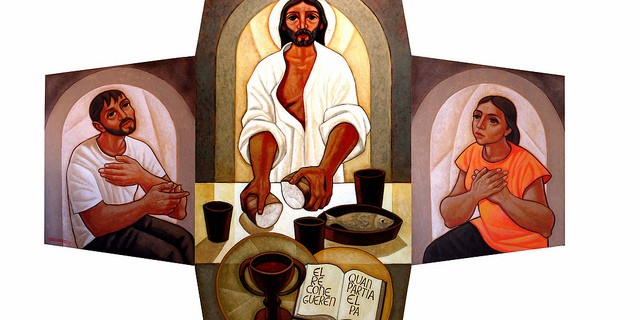 EL
RE
CONE
GUEREN
QUAN
PARTIA
EL
PA